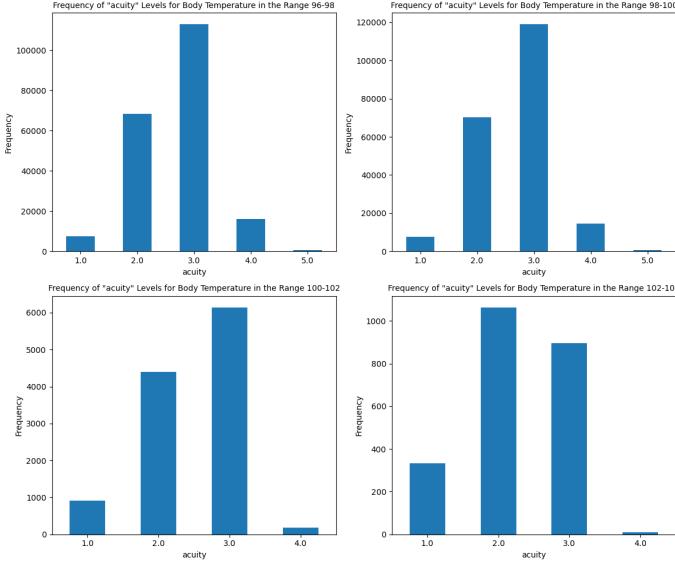 Frequency of "acuity" Levels for Body Temperature in the Range 96-98
100000
80000
60000
40000
20000
0
Frequency
1.0 2.0 3.0 4.0 5.0
acuity
Frequency of "acuity" Levels for Body Temperature in the Range 98-100
120000
100000
80000
60000
40000
20000
0
Frequency
1.0 2.0 3.0 4.0 5.0
acuity
Frequency of "acuity" Levels for Body Temperature in the Range 100-102
6000
5000
4000
3000
2000
1000
0
Frequency
1.0 2.0 3.0 4.0
acuity
Frequency of "acuity" Levels for Body Temperature in the Range 102-10
1000
800
600
400
200
0
Frequency
1.0 2.0 3.0 4.0
acuity